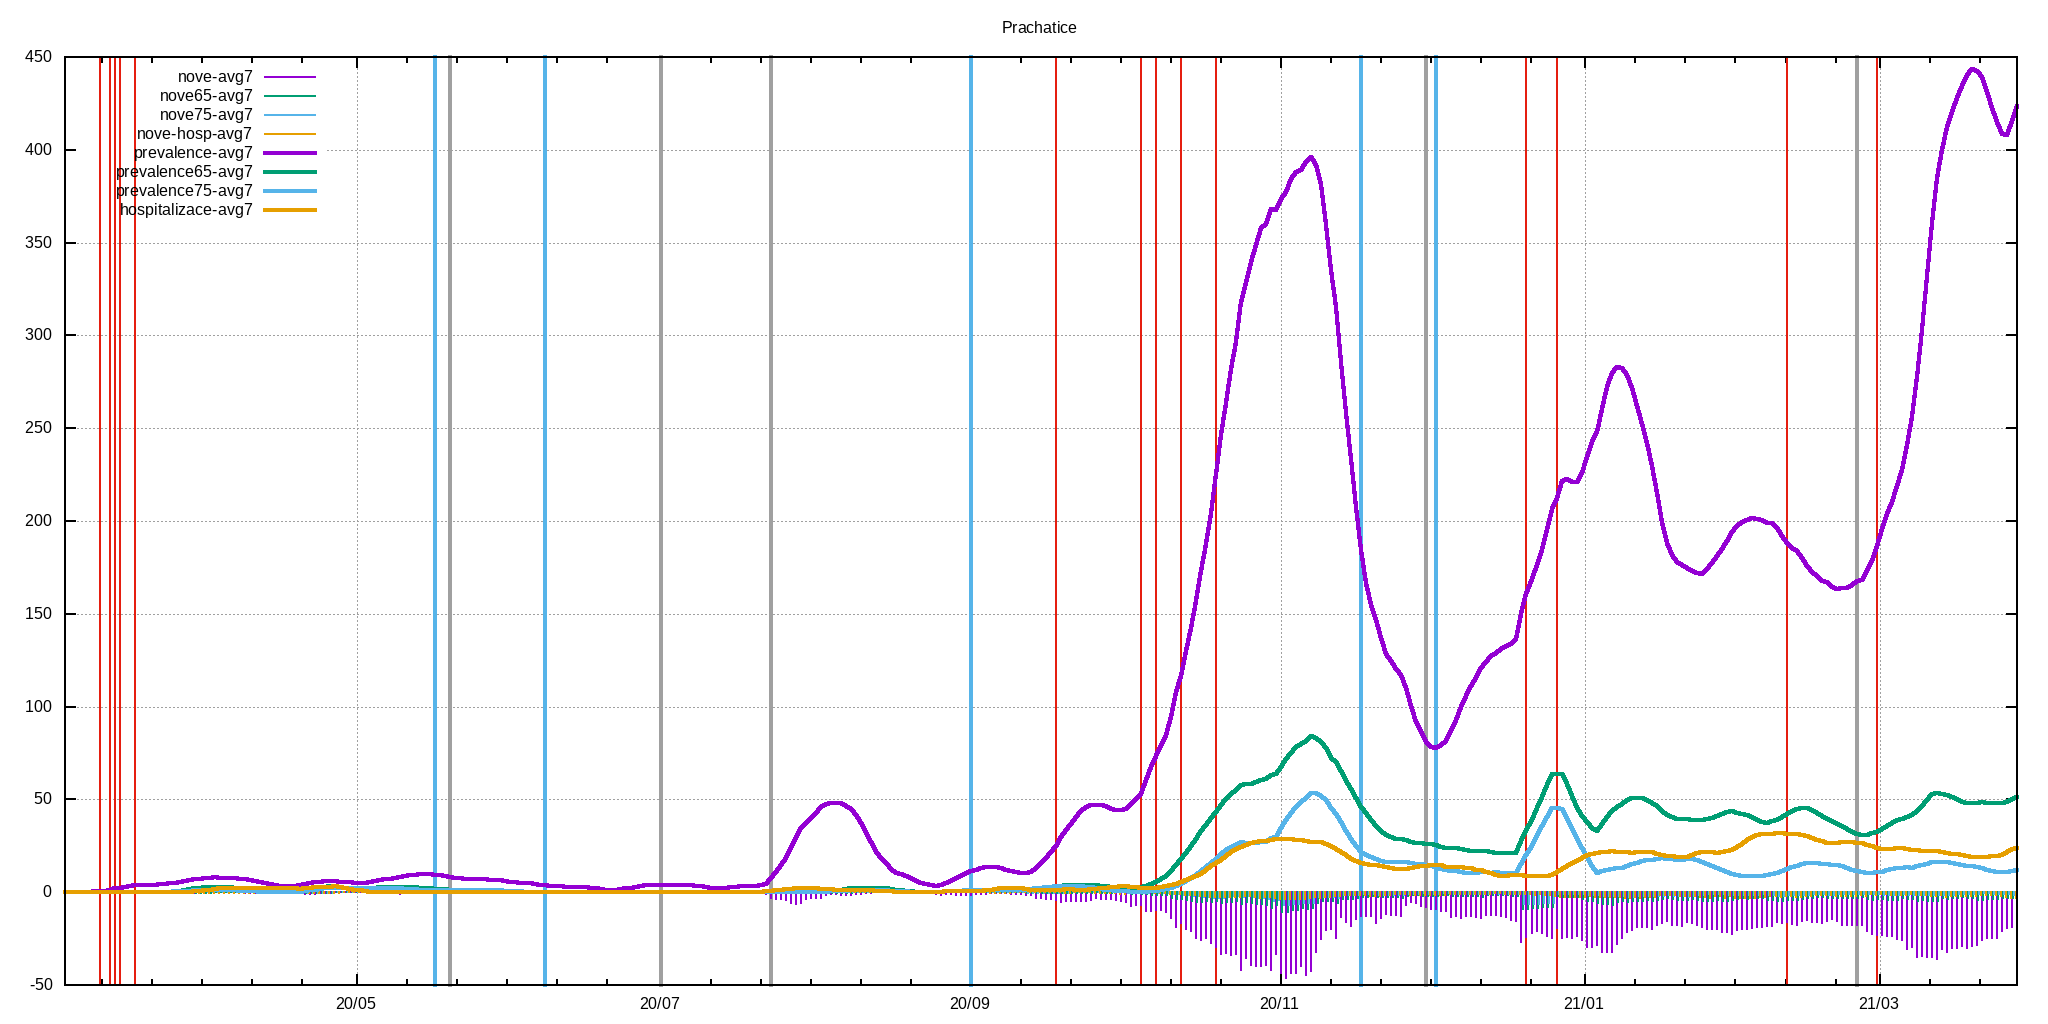 Prachatice
450
400
350
300
250
200
150
100
50
0
-50
nove-avg7
nove65-avg7
nove75-avg7
nove-hosp-avg7
prevalence-avg7
prevalence65-avg7
prevalence75-avg7
hospitalizace-avg7
20/05
20/07
20/09
20/11
21/01
21/03